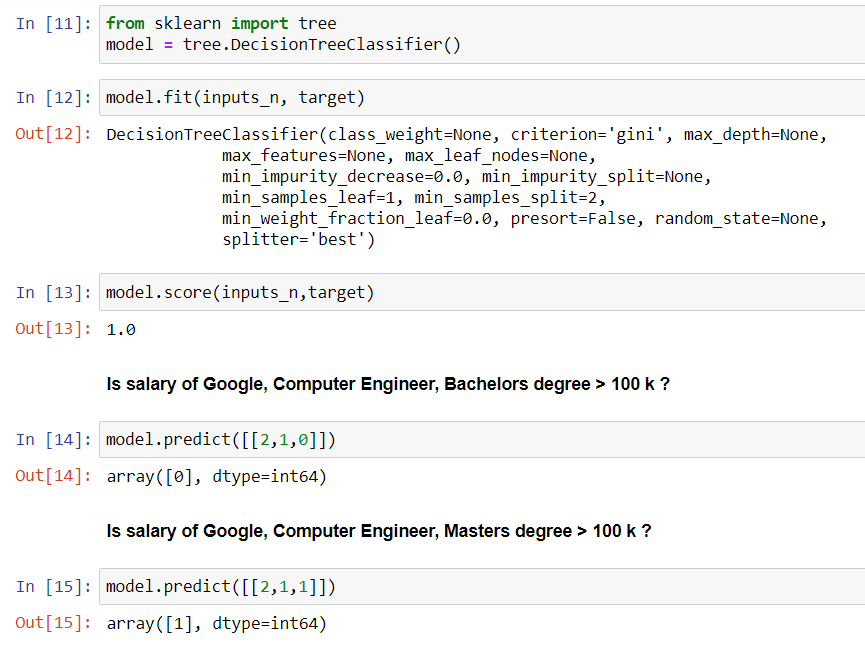 In [11]: from sklearn import tree
model = tree.DecisionTreeClassifier()
In [12]: model.fit(inputs_n, target)
Out[12]: DecisionTreeClassifier(class_weight=None, criterion='gini', max_depth=None,
max_features=None, max_leaf_nodes=None,
min_impurity_decrease=0.0, min_impurity_split=None,
min_samples_leaf=1, min_samples_split=2,
min_weight_fraction_leaf=0.0, presort=False, random_state=None,
splitter='best')
In [13]: model.score(inputs_n,target)
Out[13]: 1.0
Is salary of Google, Computer Engineer, Bachelors degree > 100 k ?
In [14]: model.predict([[2,1,0]])
Out[14]: array([0], dtype=int64)
Is salary of Google, Computer Engineer, Masters degree > 100 k ?
In [15]: model.predict([[2,1,1]])
Out[15]: array([1], dtype=int64)